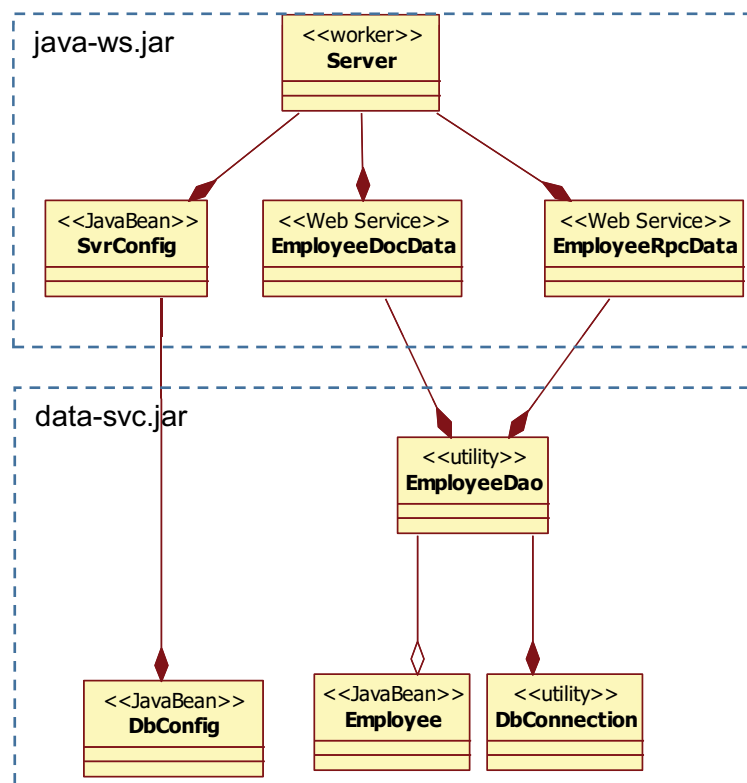 java-ws.jar
<<worker>>
Server
<<JavaBean>>
SvrConfig
<<Web Service>>
EmployeeDocData
<<Web Service>>
EmployeeRpcData
data-svc.jar
<<utility>>
EmployeeDao
<<JavaBean>>
DbConfig
<<JavaBean>>
Employee
<<utility>>
DbConnection